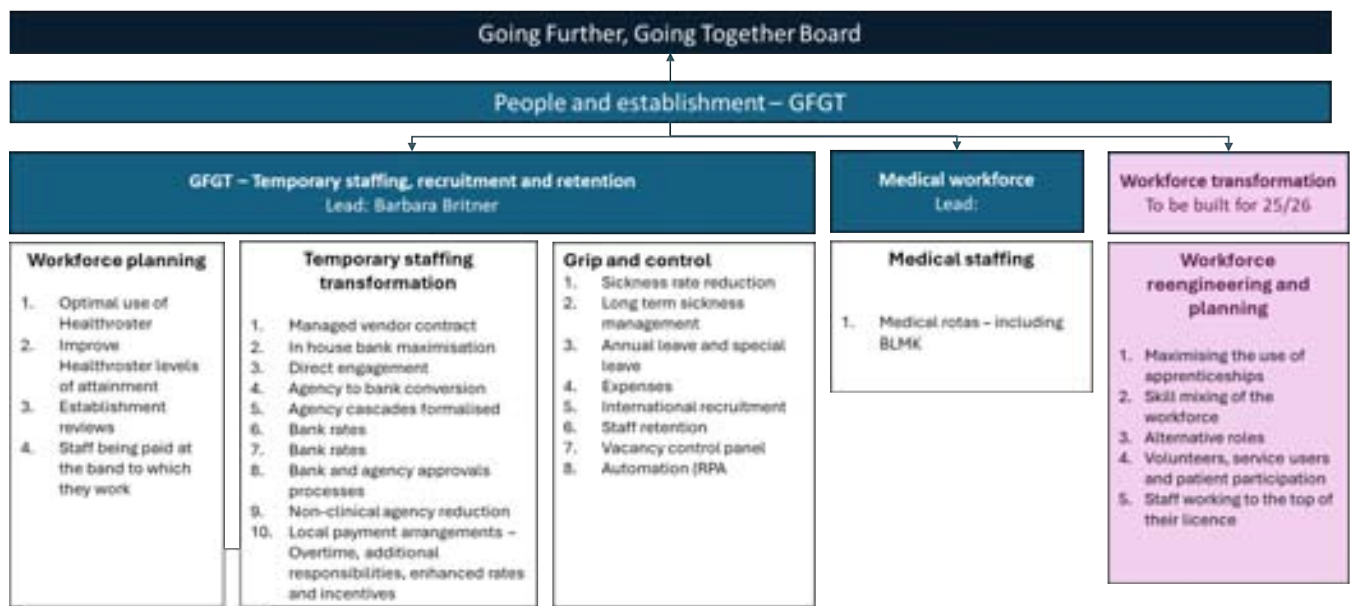 Going Further, Going Together Board
People and establishment – GFGT
GFGT – Temporary staffing, recruitment and retention
Lead: Barbara Britner
Medical workforce
Lead:
Workforce transformation
To be built for 25/26
Workforce planning
1. Optimal use of
Healthroster
2. Improve
Healthroster levels
of attainment
3. Establishment
reviews
4. Staff being paid at
the band to which
they work
Temporary staffing
transformation
1. Managed vendor contract
2. In house bank maximisation
3. Direct engagement
4. Agency to bank conversion
5. Agency cascades formalised
6. Bank rates
7. Bank rates
8. Bank and agency approvals
processes
9. Non-clinical agency reduction
10. Local payment arrangements –
Overtime, additional
responsibilities, enhanced rates
and incentives
Grip and control
1. Sickness rate reduction
2. Long term sickness
management
3. Annual leave and special
leave
4. Expenses
5. International recruitment
6. Staff retention
7. Vacancy control panel
8. Automation (RPA
Medical staffing
1. Medical rotas – including
BLMK
Workforce
reengineering and
planning
1. Maximising the use of
apprenticeships
2. Skill mixing of the
workforce
3. Alternative roles
4. Volunteers, service users
and patient participation
5. Staff working to the top of
their licence